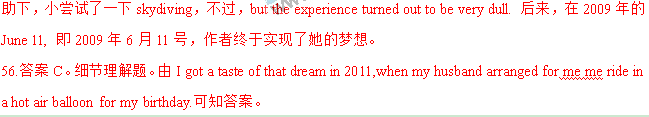 助下，小尝试了一下 skydiving，不过，but the experience turned out to be very dull.  后来，在 2009 年的
June 11,  即 2009 年 6 月 11 号，作者终于实现了她的梦想。
56.答案 C。细节理解题。由 I got a taste of that dream in 2011,when my husband arranged for me me ride in
a hot air balloon  for my birthday.可知答案。